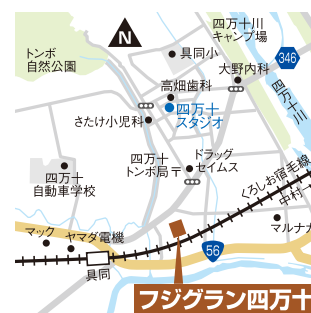 四万十川
キャンプ場
N
トンボ
自然公園
具同小
346
大野内科
高畑歯科
四万十
スタジオ
四万十川
さたけ小児科
四万十
トンボ局〒
ドラッグ
セイムス
四万十
自動車学校
くろしお宿毛線
中村
マルナカ
マック
ヤマダ電機
56
具同
フジグラン四万十